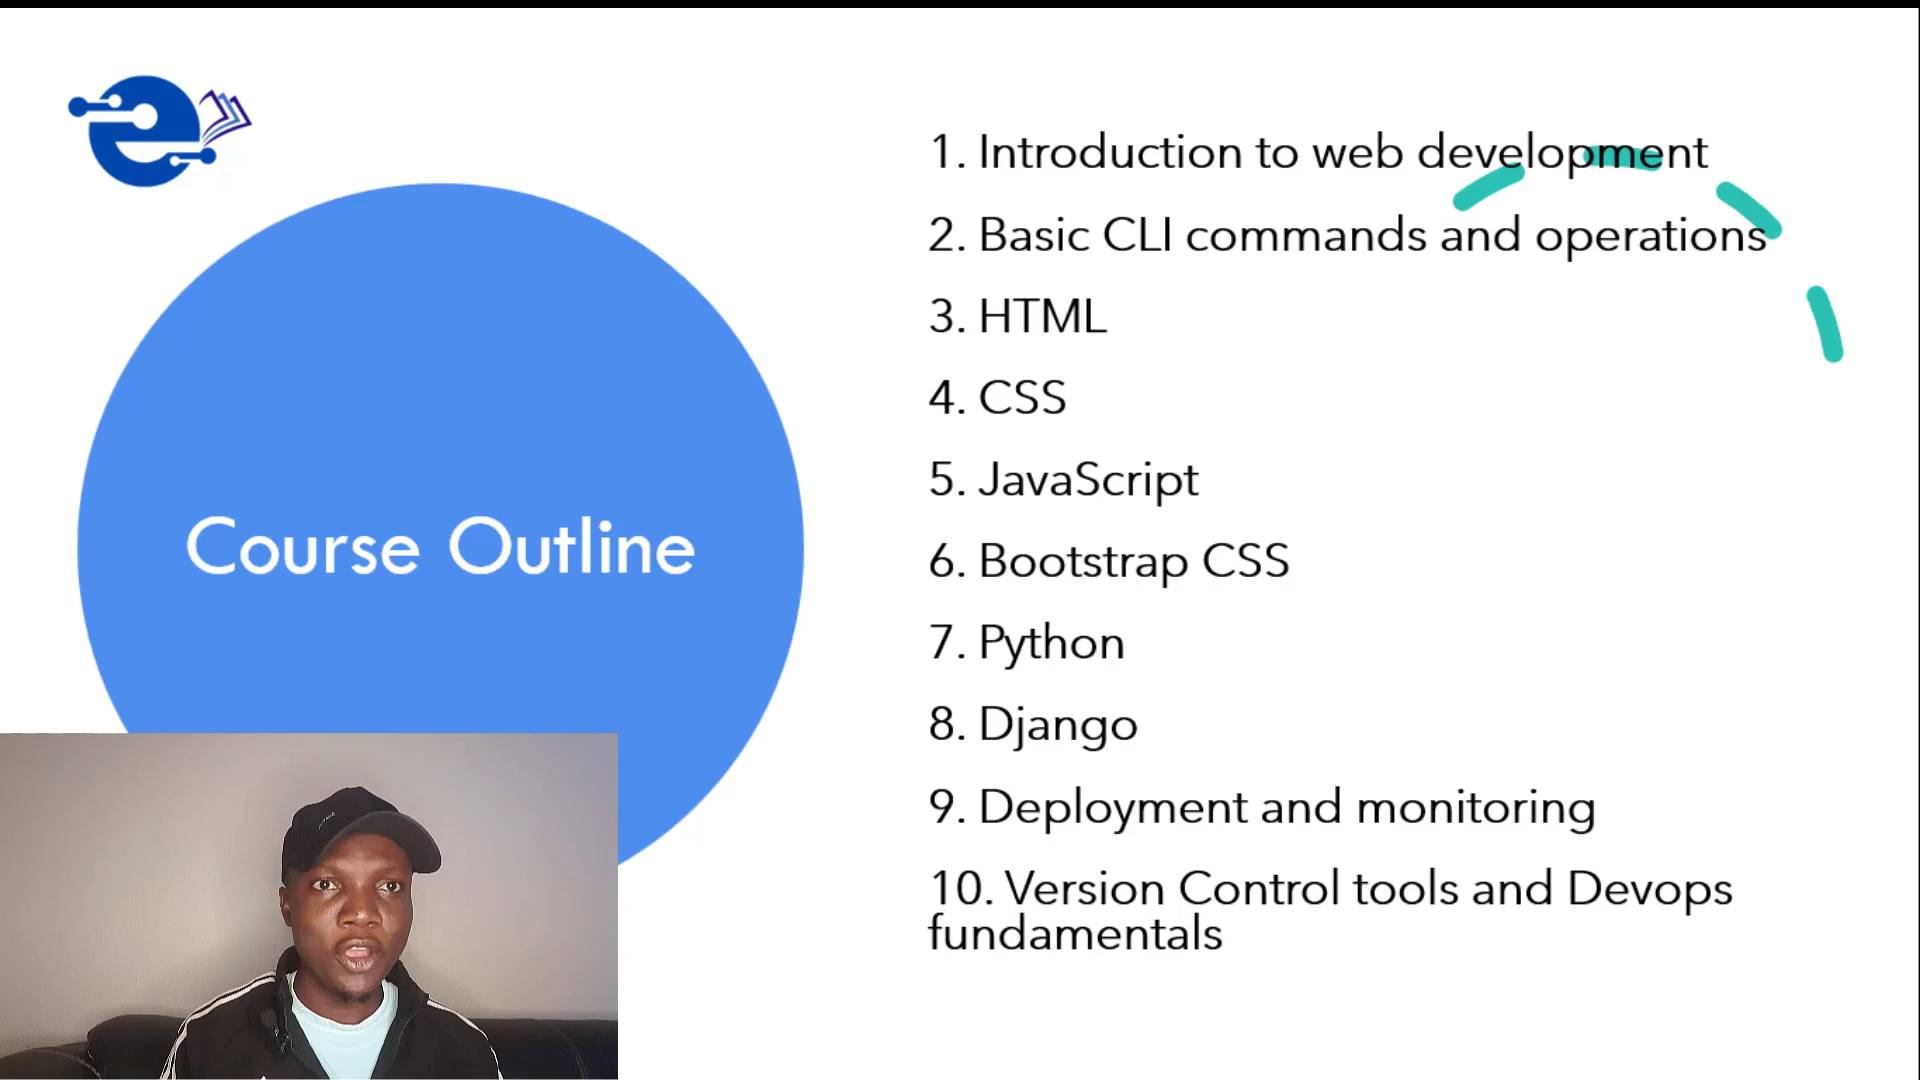 Course Outline
1. Introduction to web development
2. Basic CLI commands and operations
3. HTML
4. CSS
5. JavaScript
6. Bootstrap CSS
7. Python
8. Django
9. Deployment and monitoring
10. Version Control tools and Devops
fundamentals